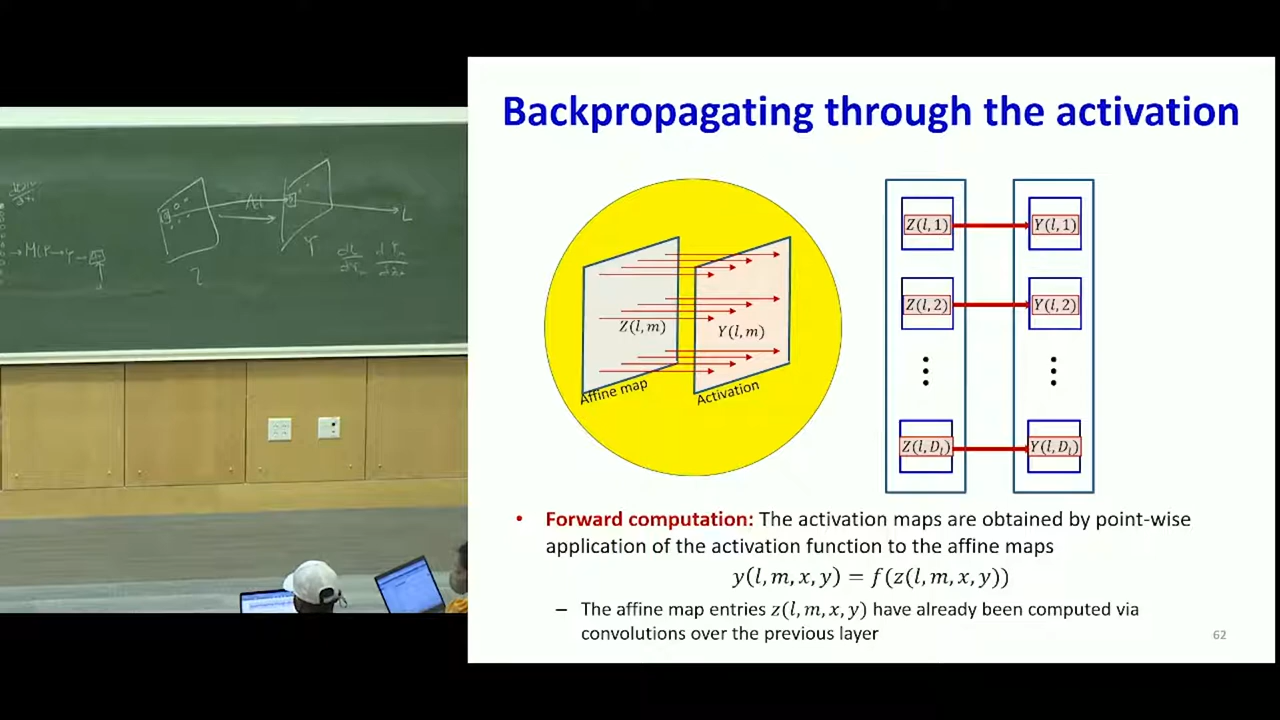 Backpropagating through the activation
Z(l, m)
Y(l, m)
Affine map
Activation
Z(l, 1)
Y(l, 1)
Z(l, 2)
Y(l, 2)
Z(l, D_l)
Y(l, D_l)
• Forward computation: The activation maps are obtained by point-wise
application of the activation function to the affine maps
y(l, m, x, y) = f(z(l, m, x, y))
– The affine map entries z(l, m, x, y) have already been computed via
convolutions over the previous layer
62
Act
L
Y